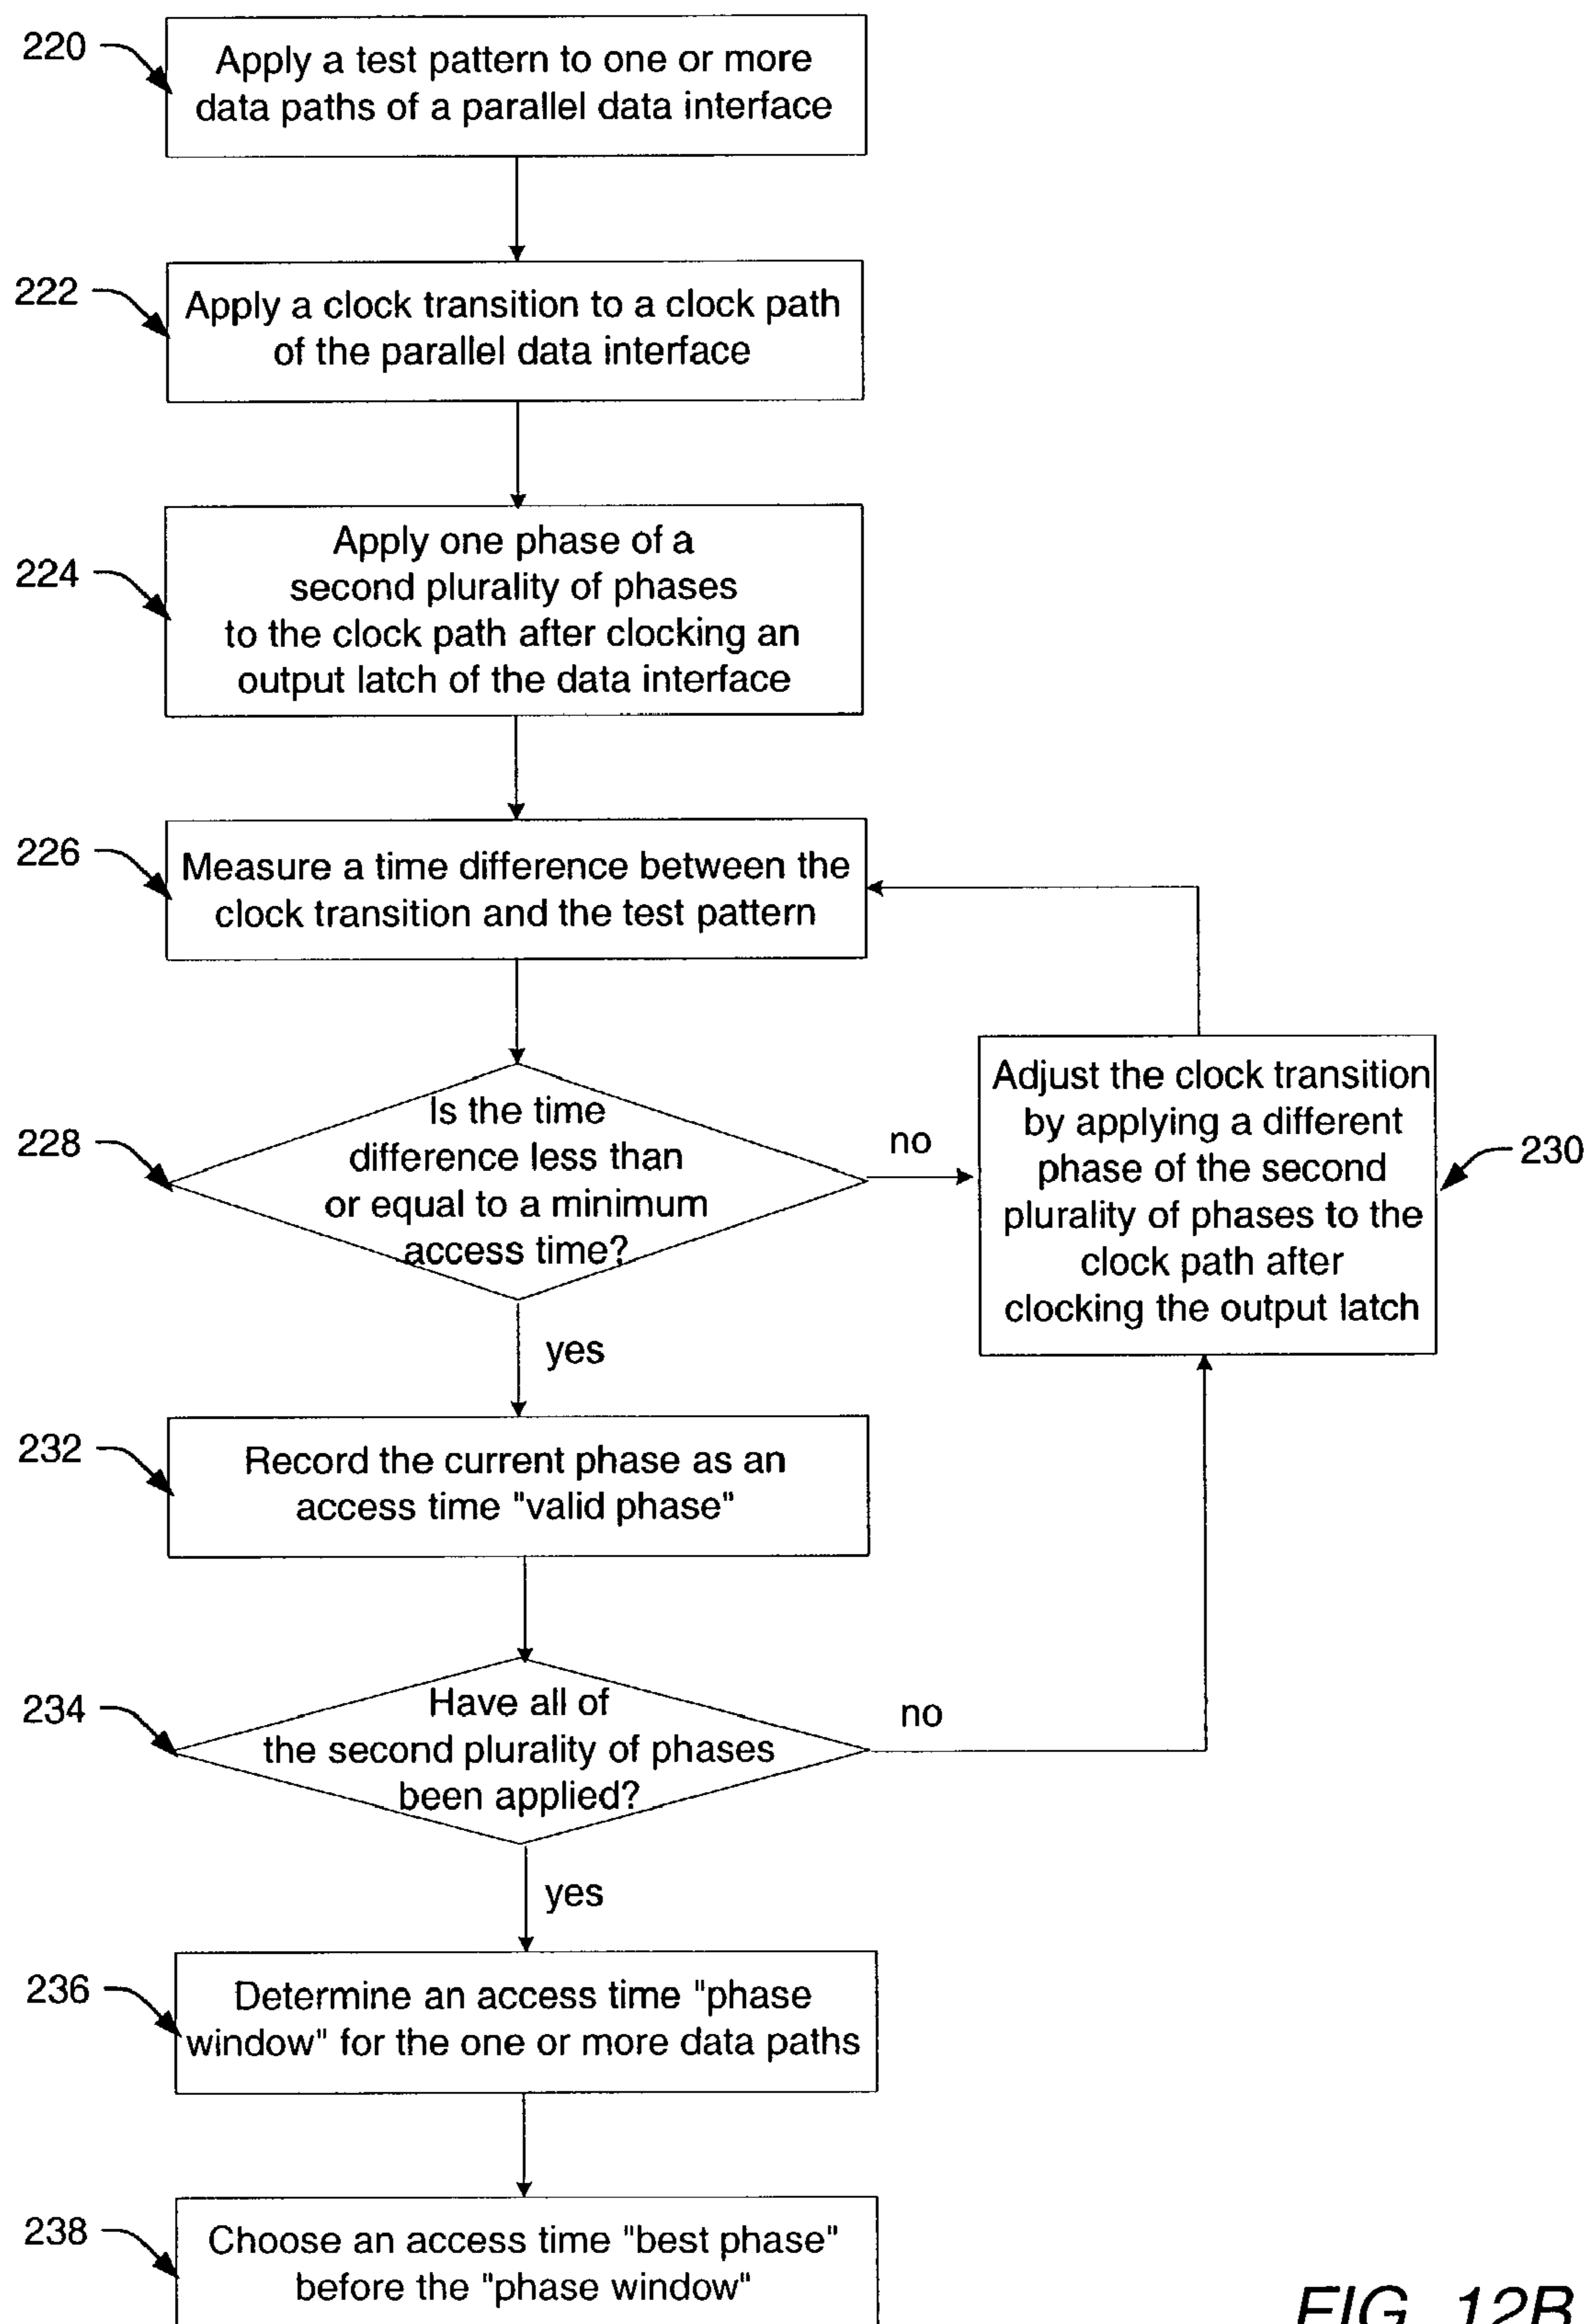 220
Apply a test pattern to one or more
data paths of a parallel data interface
222
Apply a clock transition to a clock path
of the parallel data interface
224
Apply one phase of a
second plurality of phases
to the clock path after clocking an
output latch of the data interface
226
Measure a time difference between the
clock transition and the test pattern
228
Is the time
difference less than
or equal to a minimum
access time?
no
Adjust the clock transition
by applying a different
phase of the second
plurality of phases to the
clock path after
clocking the output latch
230
yes
232
Record the current phase as an
access time "valid phase"
234
Have all of
the second plurality of phases
been applied?
no
yes
236
Determine an access time "phase
window" for the one or more data paths
238
Choose an access time "best phase"
before the "phase window"
FIG. 12B